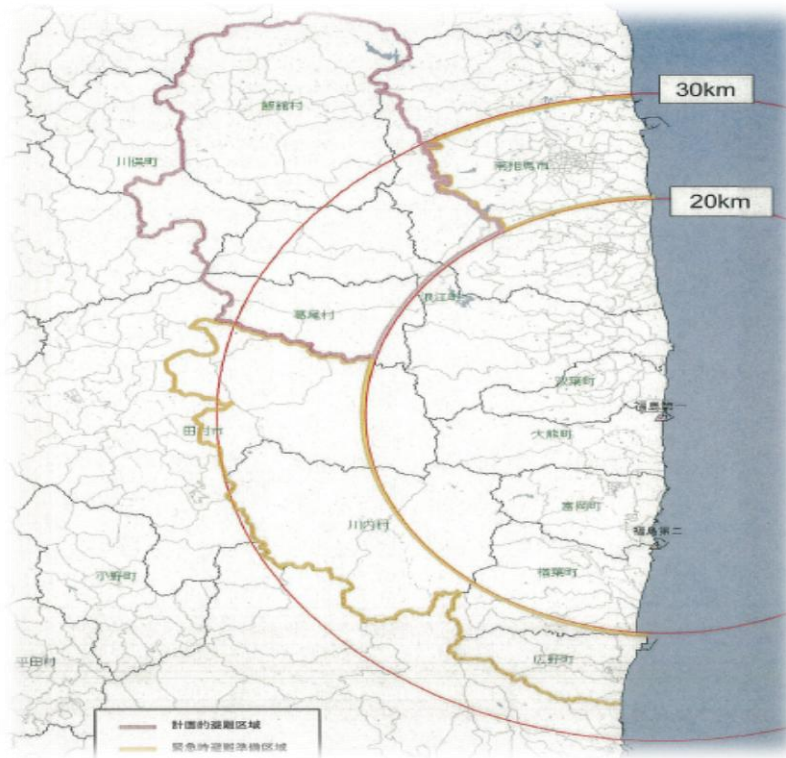 30km
飯舘村
川俣町
南相馬市
20km
浪江町
葛尾村
双葉町
福島第一
田村市
大熊町
富岡町
川内村
福島第二
小野町
楢葉町
広野町
平田村
計画的避難区域
緊急時避難準備区域